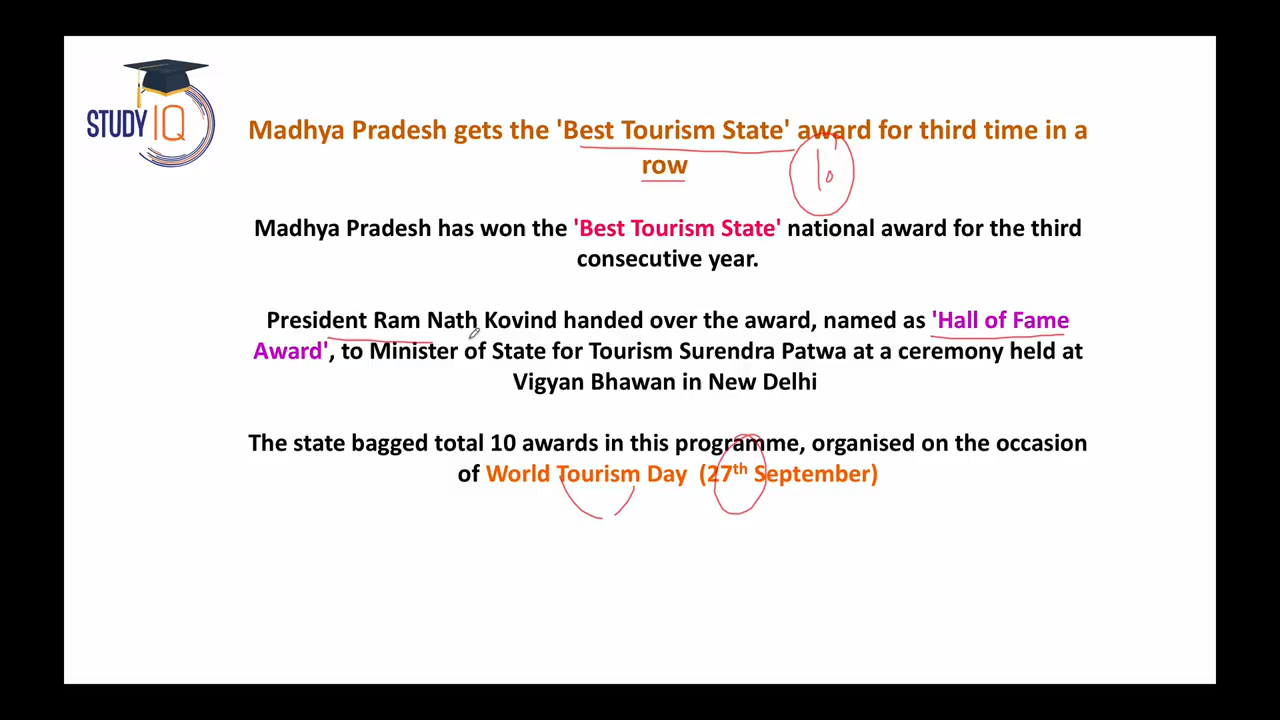 STUDY IQ
Madhya Pradesh gets the 'Best Tourism State' award for third time in a
row
10
Madhya Pradesh has won the 'Best Tourism State' national award for the third
consecutive year.
President Ram Nath Kovind handed over the award, named as 'Hall of Fame
Award', to Minister of State for Tourism Surendra Patwa at a ceremony held at
Vigyan Bhawan in New Delhi
The state bagged total 10 awards in this programme, organised on the occasion
of World Tourism Day (27th September)